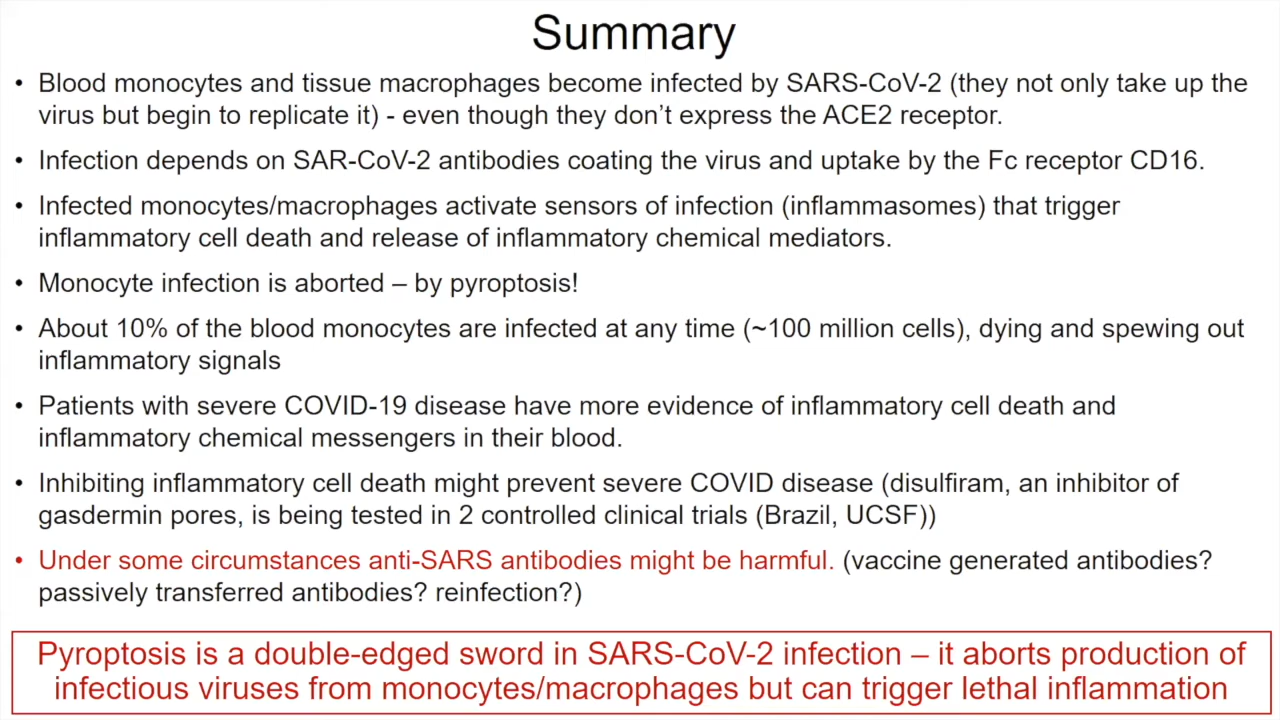 Summary
• Blood monocytes and tissue macrophages become infected by SARS-CoV-2 (they not only take up the
virus but begin to replicate it) - even though they don’t express the ACE2 receptor.
• Infection depends on SAR-CoV-2 antibodies coating the virus and uptake by the Fc receptor CD16.
• Infected monocytes/macrophages activate sensors of infection (inflammasomes) that trigger
inflammatory cell death and release of inflammatory chemical mediators.
• Monocyte infection is aborted – by pyroptosis!
• About 10% of the blood monocytes are infected at any time (~100 million cells), dying and spewing out
inflammatory signals
• Patients with severe COVID-19 disease have more evidence of inflammatory cell death and
inflammatory chemical messengers in their blood.
• Inhibiting inflammatory cell death might prevent severe COVID disease (disulfiram, an inhibitor of
gasdermin pores, is being tested in 2 controlled clinical trials (Brazil, UCSF))
• Under some circumstances anti-SARS antibodies might be harmful. (vaccine generated antibodies?
passively transferred antibodies? reinfection?)
Pyroptosis is a double-edged sword in SARS-CoV-2 infection – it aborts production of
infectious viruses from monocytes/macrophages but can trigger lethal inflammation